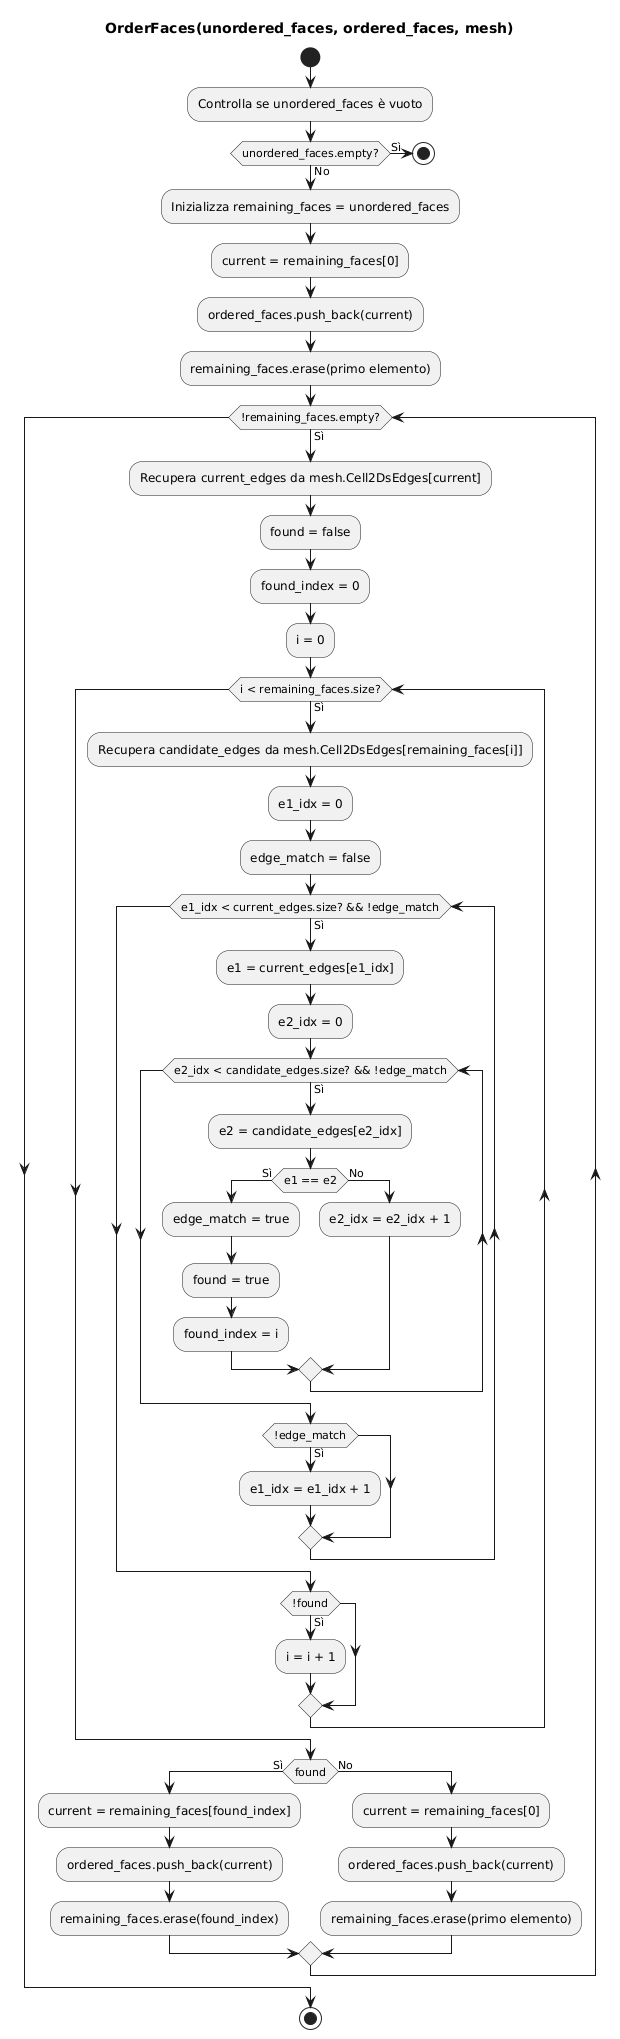 OrderFaces(unordered_faces, ordered_faces, mesh)
Controlla se unordered_faces è vuoto
unordered_faces.empty?
Sì
No
Inizializza remaining_faces = unordered_faces
current = remaining_faces[0]
ordered_faces.push_back(current)
remaining_faces.erase(primo elemento)
!remaining_faces.empty?
Sì
Recupera current_edges da mesh.Cell2DsEdges[current]
found = false
found_index = 0
i = 0
i < remaining_faces.size?
Sì
Recupera candidate_edges da mesh.Cell2DsEdges[remaining_faces[i]]
e1_idx = 0
edge_match = false
e1_idx < current_edges.size? && !edge_match
Sì
e1 = current_edges[e1_idx]
e2_idx = 0
e2_idx < candidate_edges.size? && !edge_match
Sì
e2 = candidate_edges[e2_idx]
Sì
e1 == e2
No
edge_match = true
e2_idx = e2_idx + 1
found = true
found_index = i
!edge_match
Sì
e1_idx = e1_idx + 1
!found
Sì
i = i + 1
Sì
found
No
current = remaining_faces[found_index]
current = remaining_faces[0]
ordered_faces.push_back(current)
ordered_faces.push_back(current)
remaining_faces.erase(found_index)
remaining_faces.erase(primo elemento)